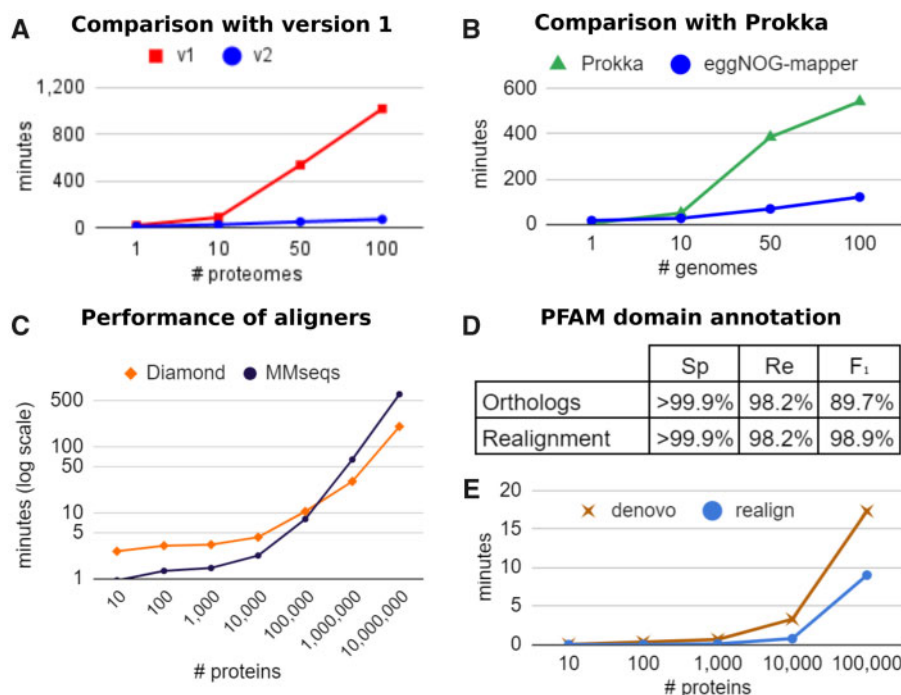 A Comparison with version 1
v1 v2
1,200
800
400
0
minutes
1 10 50 100
# proteomes
B Comparison with Prokka
Prokka eggNOG-mapper
600
400
200
0
minutes
1 10 50 100
# genomes
C Performance of aligners
Diamond MMseqs
500
100
50
10
5
1
minutes (log scale)
10 100 1,000 10,000 100,000 1,000,000 10,000,000
# proteins
D PFAM domain annotation
Sp Re F₁
Orthologs >99.9% 98.2% 89.7%
Realignment >99.9% 98.2% 98.9%
E
denovo realign
20
15
10
5
0
minutes
10 100 1,000 10,000 100,000
# proteins